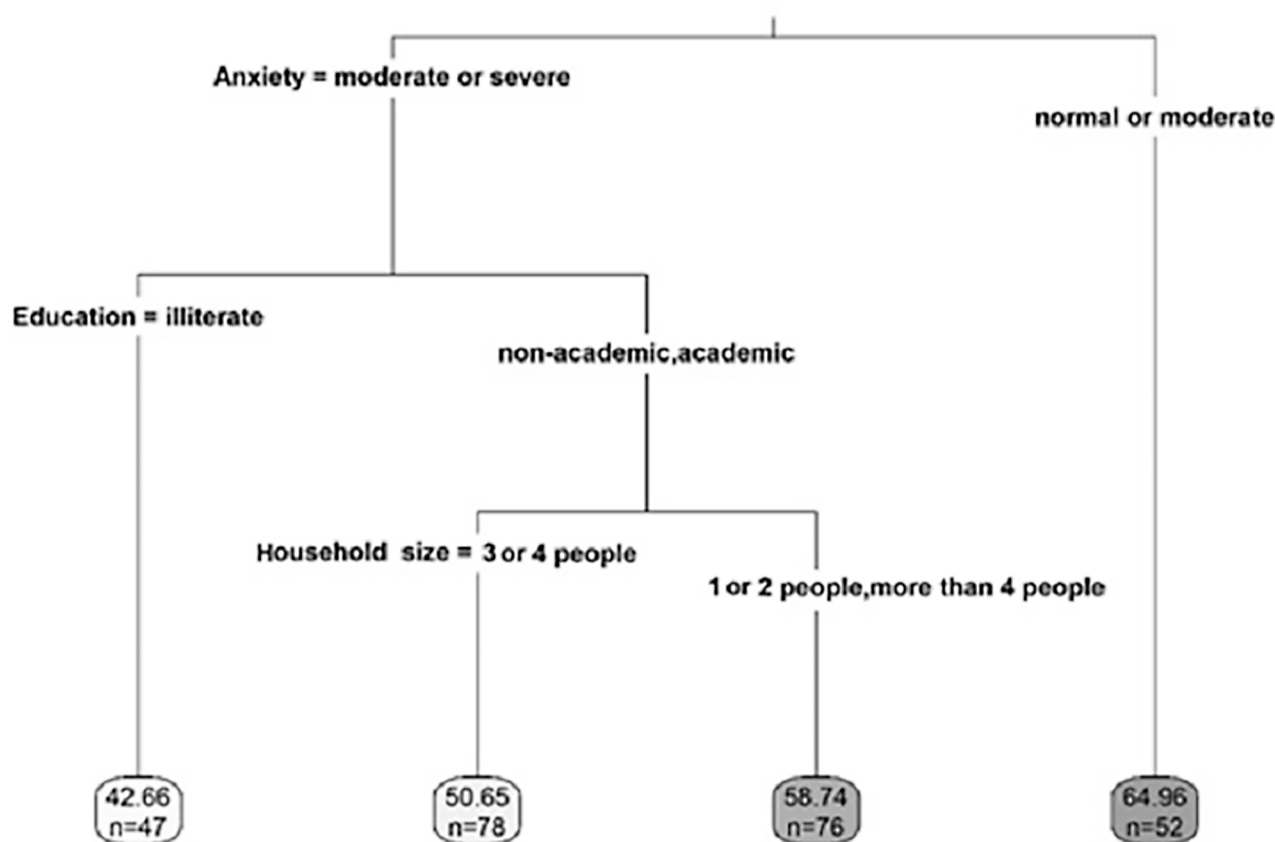 Anxiety = moderate or severe
normal or moderate
Education = illiterate
non-academic,academic
Household size = 3 or 4 people
1 or 2 people,more than 4 people
42.66
n=47
50.65
n=78
58.74
n=76
64.96
n=52